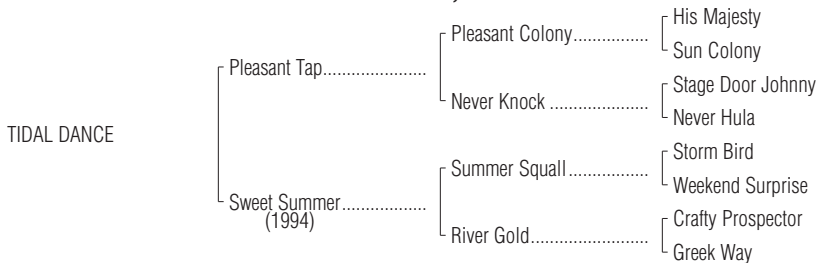 His Majesty
Pleasant Colony................
Sun Colony
Pleasant Tap......................
Stage Door Johnny
Never Knock .....................
Never Hula
TIDAL DANCE
Storm Bird
Summer Squall.................
Weekend Surprise
Sweet Summer..................
(1994)
Crafty Prospector
River Gold.........................
Greek Way